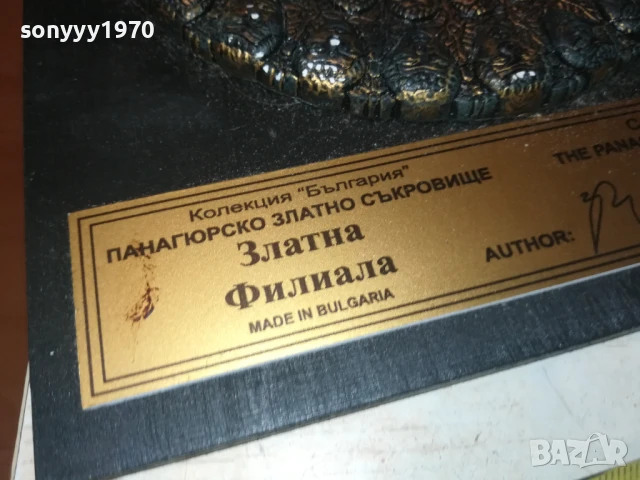 sonyyy1970
Колекция "България"
ПАНАГЮРСКО ЗЛАТНО СЪКРОВИЩЕ
Златна
Филиала
MADE IN BULGARIA
THE PANA
AUTHOR:
BAZAR